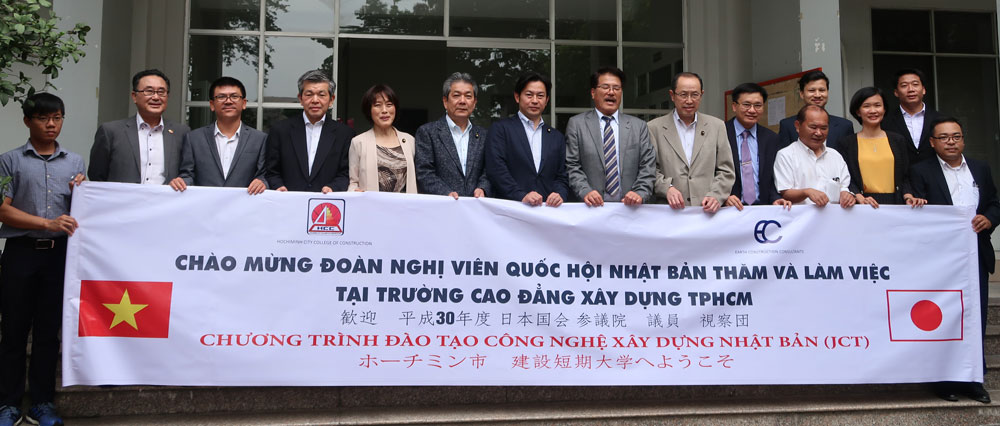 HCC
HOCHIMINH CITY COLLEGE OF CONSTRUCTION
EC
EARTH CONSTRUCTION CONSULTANTS
CHÀO MỪNG ĐOÀN NGHỊ VIÊN QUỐC HỘI NHẬT BẢN THĂM VÀ LÀM VIỆC
TẠI TRƯỜNG CAO ĐẲNG XÂY DỰNG TPHCM
歓迎 平成30年度 日本国会 参議院 議員 視察団
CHƯƠNG TRÌNH ĐÀO TẠO CÔNG NGHỆ XÂY DỰNG NHẬT BẢN (JCT)
ホーチミン市 建設短期大学へようこそ